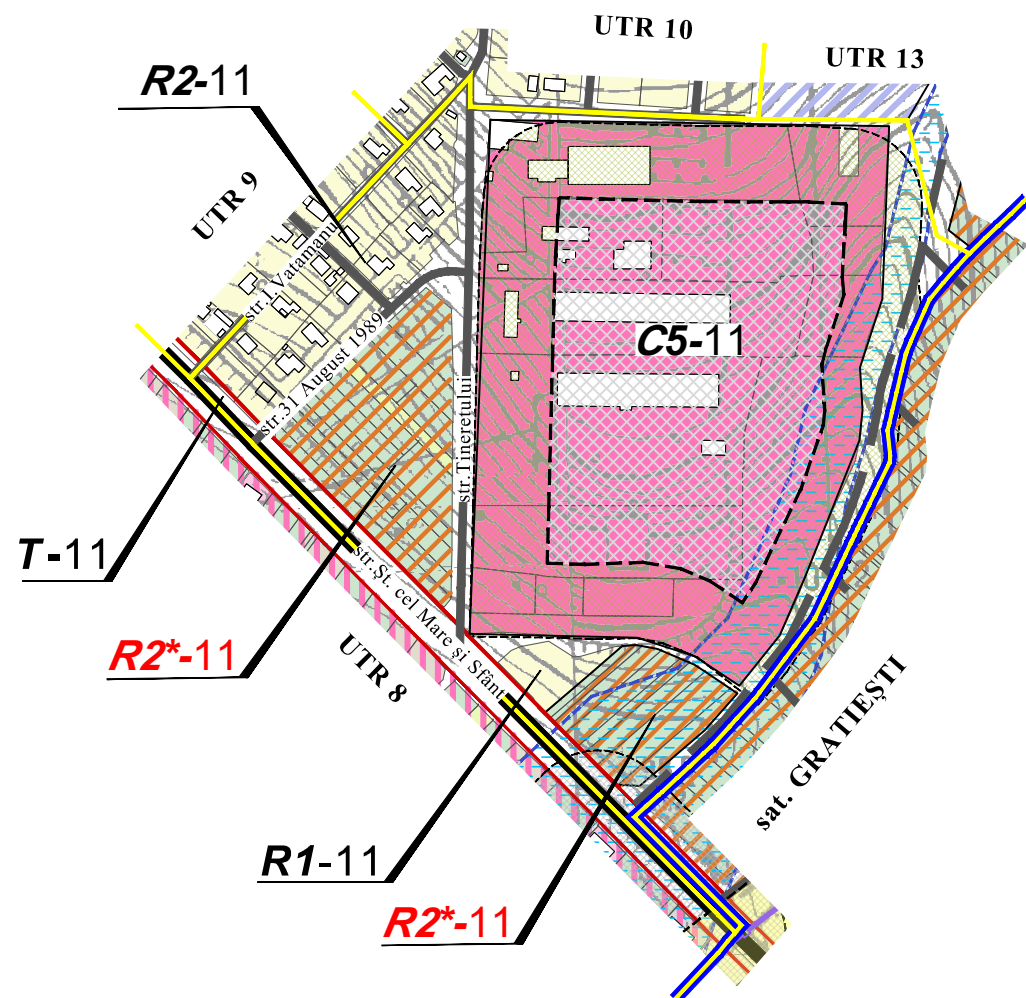 UTR 10
UTR 13
R2-11
UTR 9
str.I.Vatamanu
str.31 August 1989
C5-11
str.Tineretului
T-11
str.Şt. cel Mare şi Sfânt
R2*-11
UTR 8
sat. GRATIEŞTI
R1-11
R2*-11